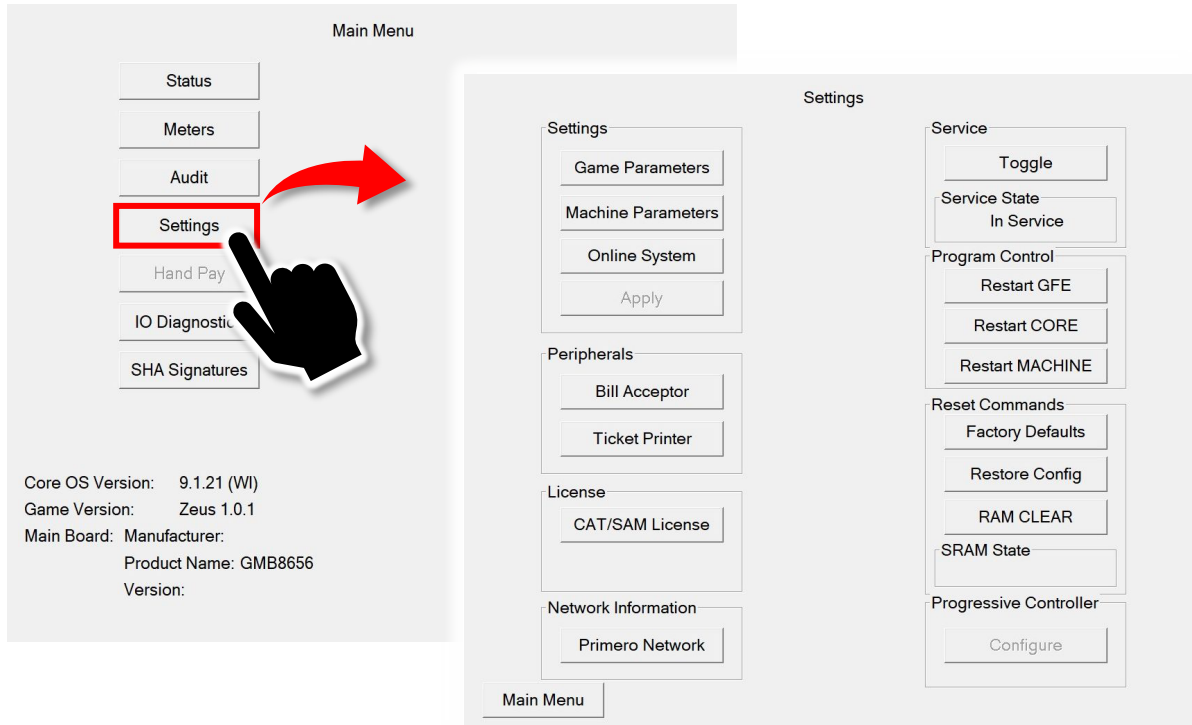 Main Menu
Status
Meters
Audit
Settings
Hand Pay
IO Diagnostic
SHA Signatures
Core OS Version: 9.1.21 (WI)
Game Version: Zeus 1.0.1
Main Board: Manufacturer:
Product Name: GMB8656
Version:
Settings
Settings
Game Parameters
Machine Parameters
Online System
Apply
Peripherals
Bill Acceptor
Ticket Printer
License
CAT/SAM License
Network Information
Primero Network
Main Menu
Service
Toggle
Service State
In Service
Program Control
Restart GFE
Restart CORE
Restart MACHINE
Reset Commands
Factory Defaults
Restore Config
RAM CLEAR
SRAM State
Progressive Controller
Configure